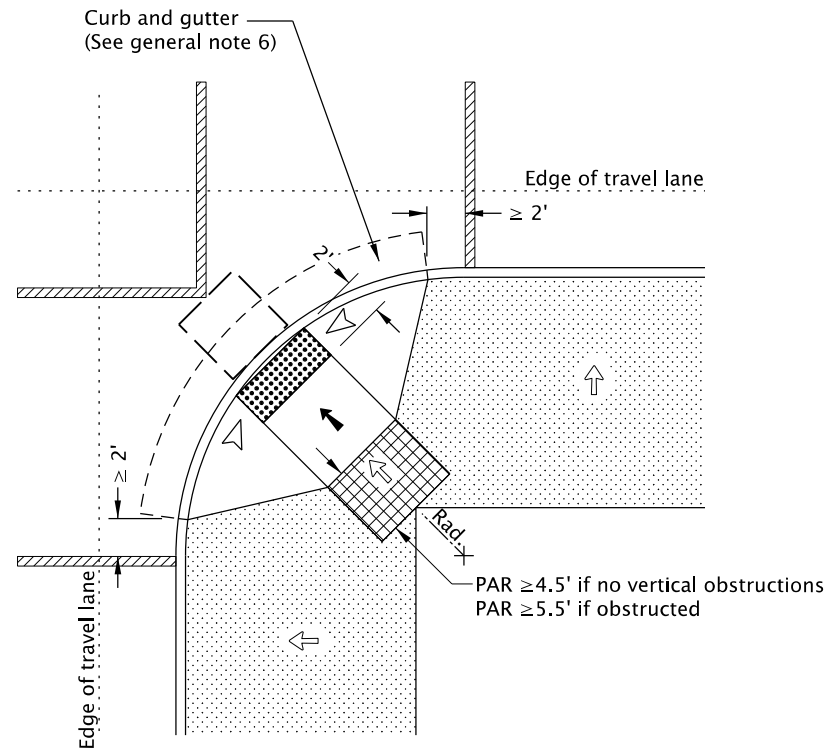 Curb and gutter
(See general note 6)
Edge of travel lane
≥ 2'
2'
≥ 2'
Rad.
PAR ≥4.5' if no vertical obstructions
PAR ≥5.5' if obstructed
Edge of travel lane